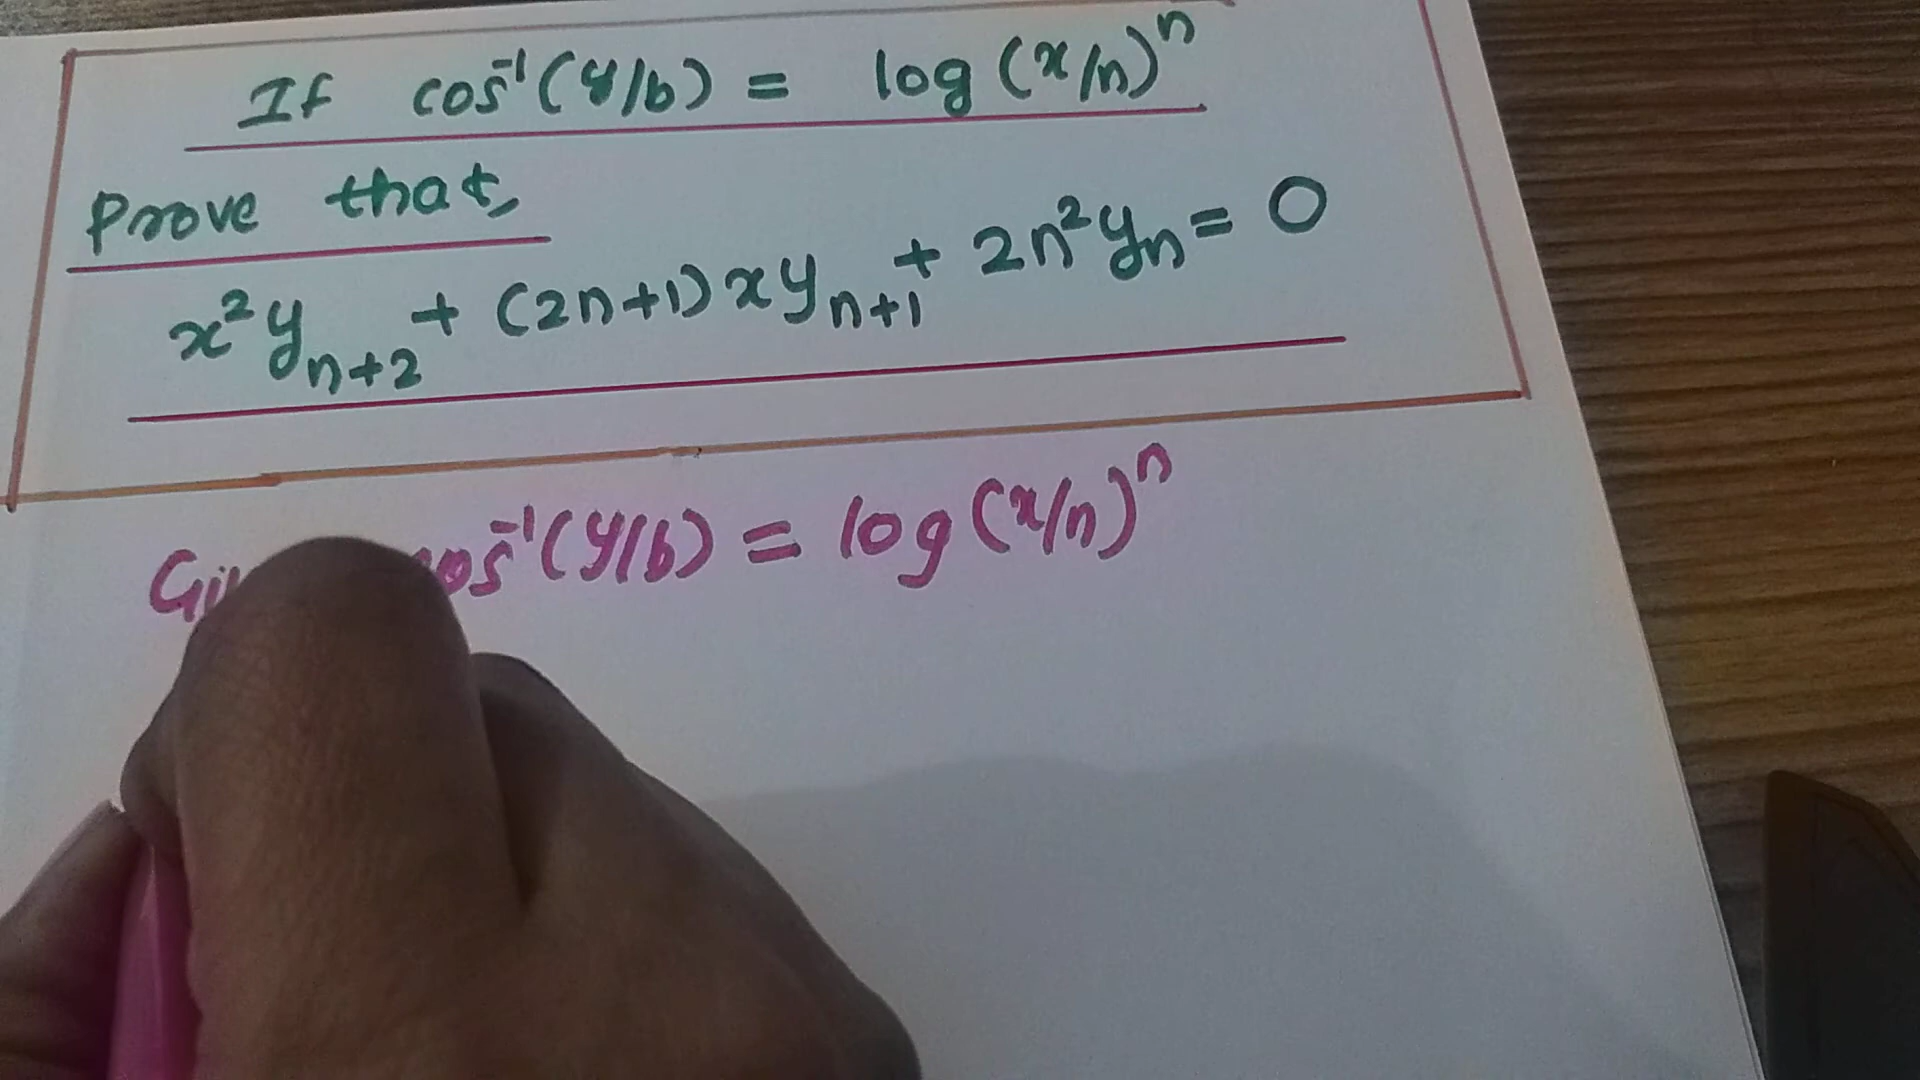 If cos⁻¹(y/b) = log(x/n)ⁿ
Prove that,
x²yₙ₊₂ + (2n+1)xyₙ₊₁ + 2n²yₙ = 0
cos⁻¹(y/b) = log(x/n)ⁿ